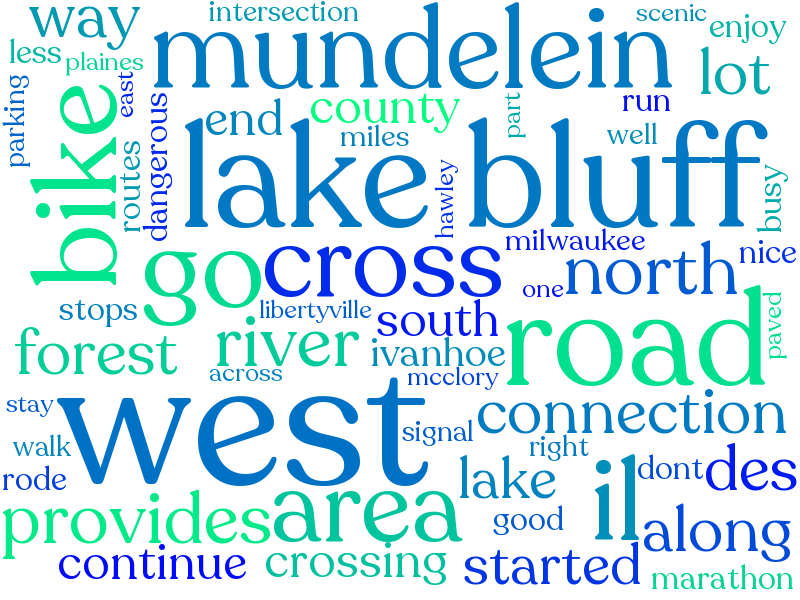 way
intersection
scenic
enjoy
less
plaines
mundelein
lot
parking
east
bike
routes
dangerous
end
county
miles
part
run
well
busy
lake bluff
hawley
go
cross
milwaukee
north
nice
one
stops
libertyville
south
road
paved
forest
river
ivanhoe
across
mcclory
stay
west
connection
walk
signal
right
rode
lake
il
dont
des
provides
area
good
along
continue
crossing
started
marathon